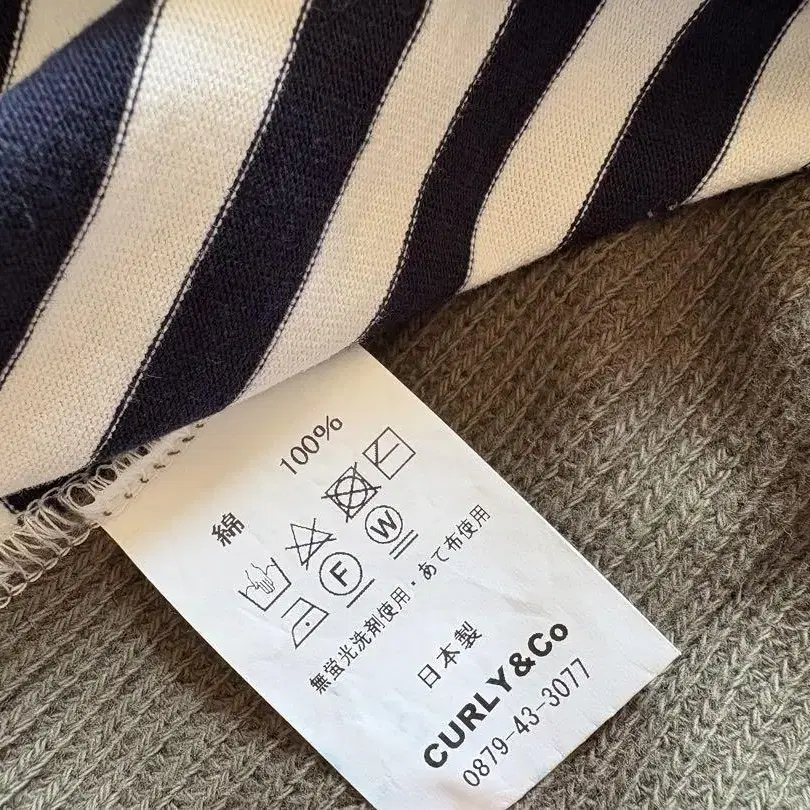 綿 100%
F W
無蛍光洗剤使用・あて布使用
日本製
CURLY&Co
0879-43-3077